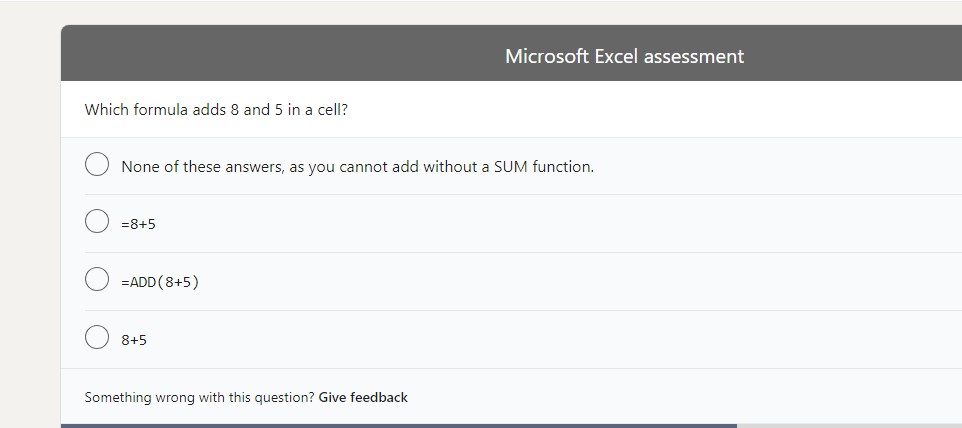 Microsoft Excel assessment
Which formula adds 8 and 5 in a cell?
None of these answers, as you cannot add without a SUM function.
=8+5
=ADD(8+5)
8+5
Something wrong with this question? Give feedback